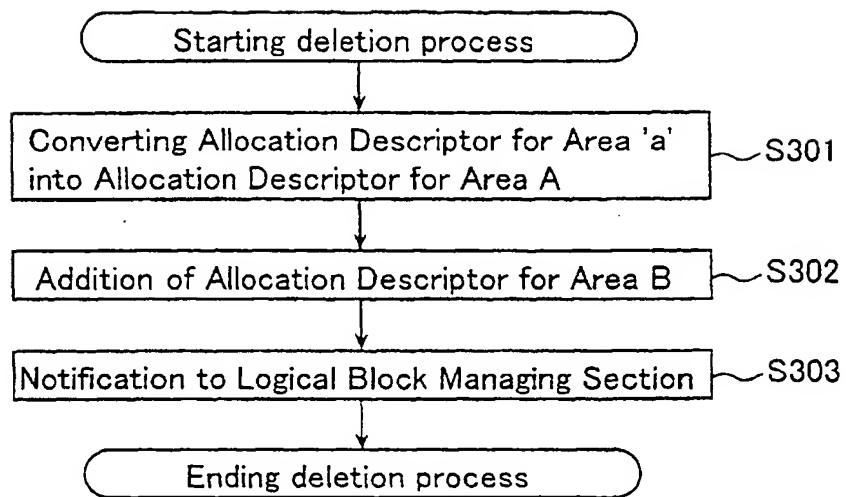 Starting deletion process
Converting Allocation Descriptor for Area 'a'
into Allocation Descriptor for Area A
S301
Addition of Allocation Descriptor for Area B
S302
Notification to Logical Block Managing Section
S303
Ending deletion process